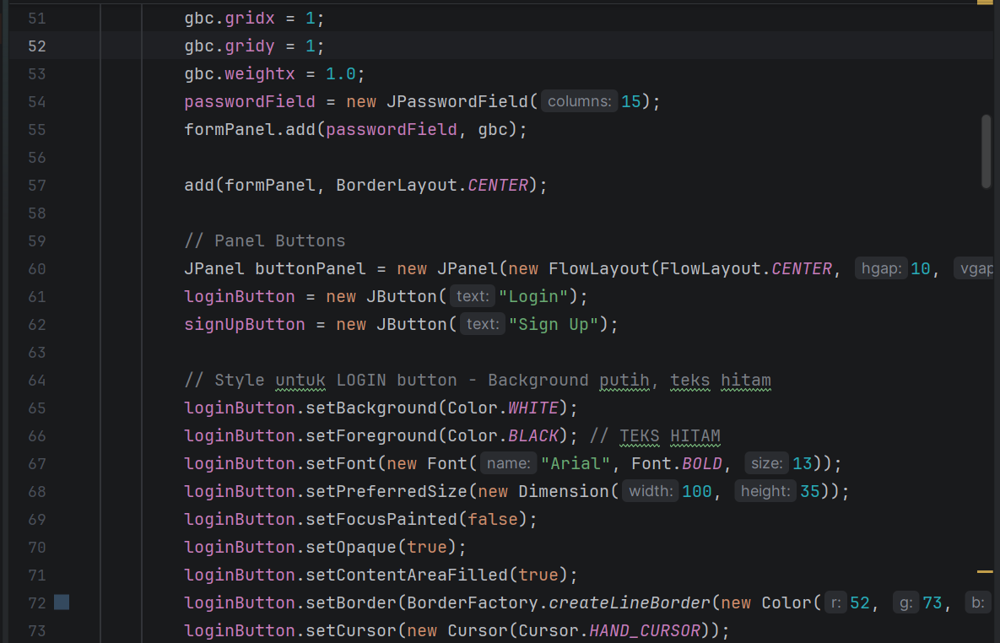 51 gbc.gridx = 1;
52 gbc.gridy = 1;
53 gbc.weightx = 1.0;
54 passwordField = new JPasswordField( columns: 15);
55 formPanel.add(passwordField, gbc);
56
57 add(formPanel, BorderLayout.CENTER);
58
59 // Panel Buttons
60 JPanel buttonPanel = new JPanel(new FlowLayout(FlowLayout.CENTER, hgap: 10, vgap
61 loginButton = new JButton( text: "Login");
62 signUpButton = new JButton( text: "Sign Up");
63
64 // Style untuk LOGIN button - Background putih, teks hitam
65 loginButton.setBackground(Color.WHITE);
66 loginButton.setForeground(Color.BLACK); // TEKS HITAM
67 loginButton.setFont(new Font( name: "Arial", Font.BOLD, size: 13));
68 loginButton.setPreferredSize(new Dimension( width: 100, height: 35));
69 loginButton.setFocusPainted(false);
70 loginButton.setOpaque(true);
71 loginButton.setContentAreaFilled(true);
72 loginButton.setBorder(BorderFactory.createLineBorder(new Color( r: 52, g: 73, b:
73 loginButton.setCursor(new Cursor(Cursor.HAND_CURSOR));